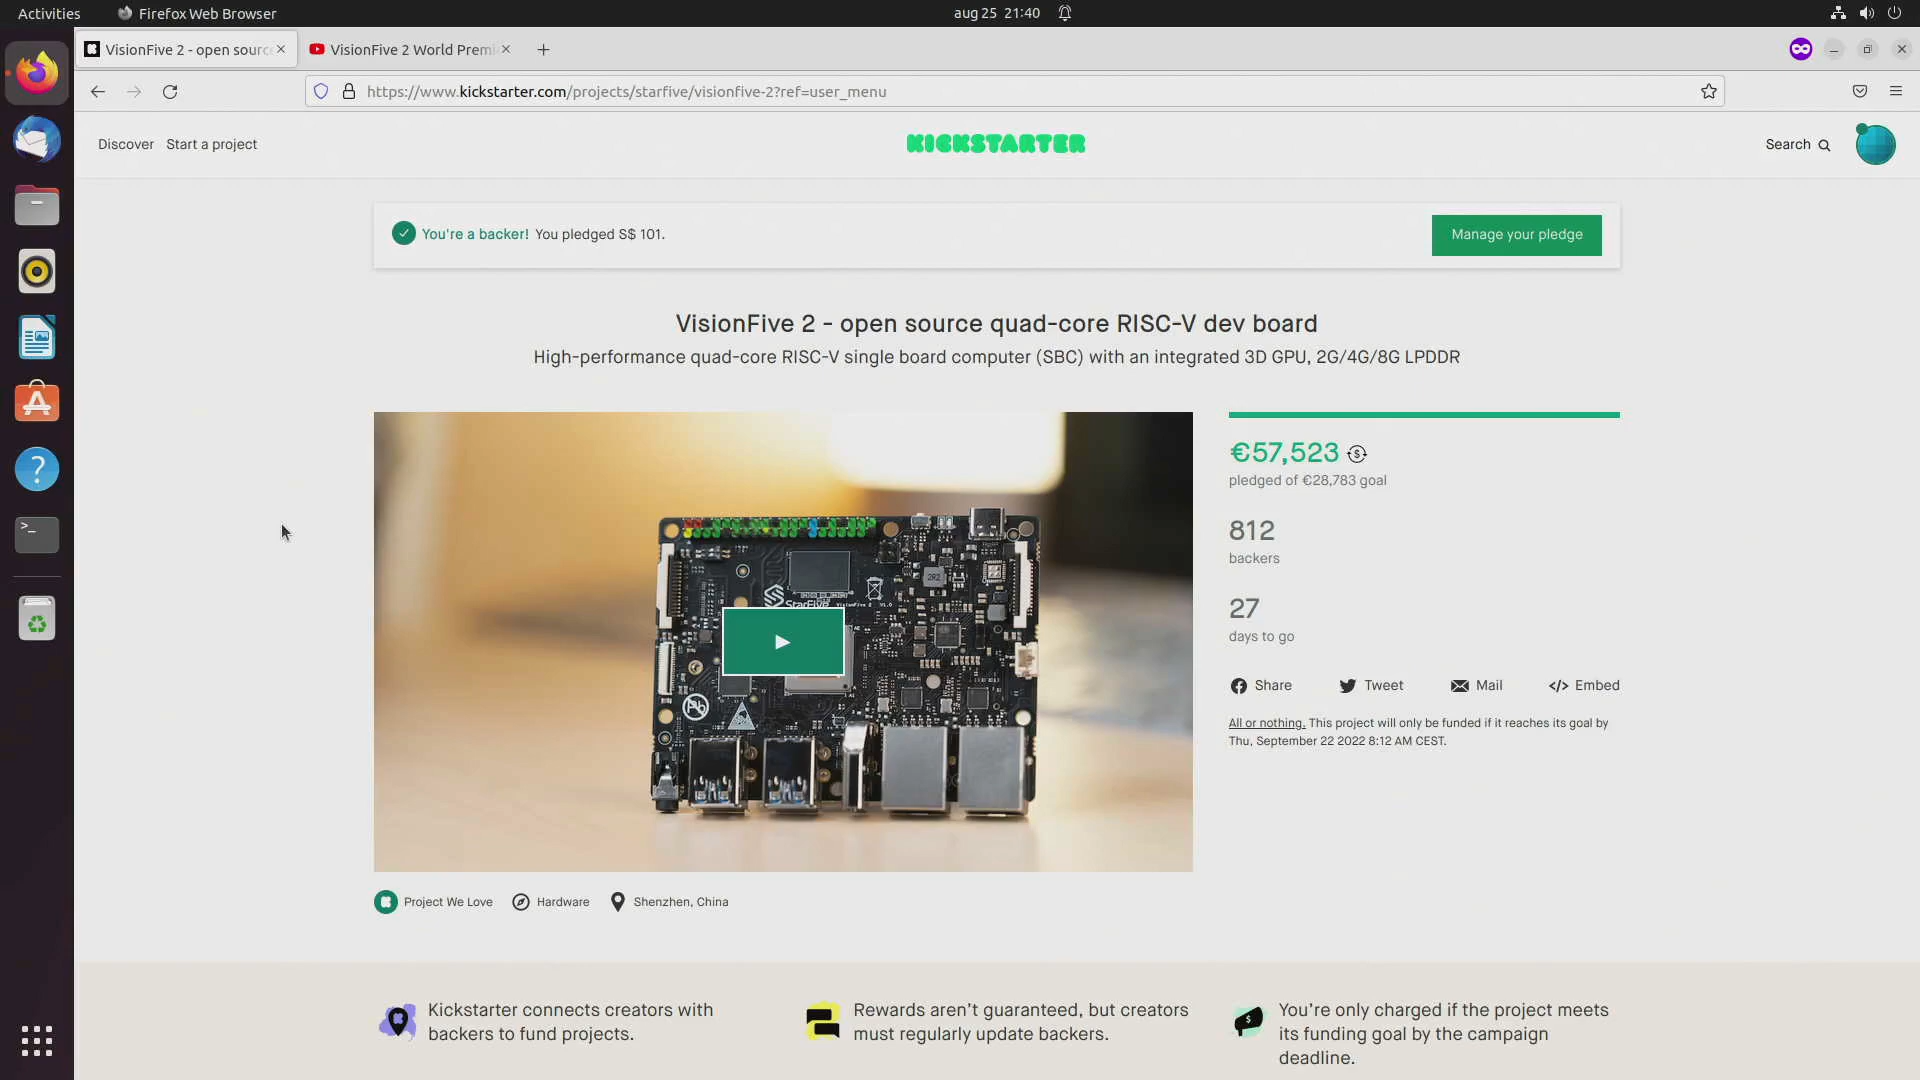 Activities
Firefox Web Browser
aug 25 21:40
VisionFive 2 - open sourc
VisionFive 2 World Premi
https://www.kickstarter.com/projects/starfive/visionfive-2?ref=user_menu
Discover
Start a project
KICKSTARTER
Search
You're a backer! You pledged S$ 101.
Manage your pledge
VisionFive 2 - open source quad-core RISC-V dev board
High-performance quad-core RISC-V single board computer (SBC) with an integrated 3D GPU, 2G/4G/8G LPDDR
€57,523
pledged of €28,783 goal
812
backers
27
days to go
Share
Tweet
Mail
Embed
All or nothing. This project will only be funded if it reaches its goal by
Thu, September 22 2022 8:12 AM CEST.
2R2
StarFive
VisionFive 2 V1.0
Project We Love
Hardware
Shenzhen, China
Kickstarter connects creators with
backers to fund projects.
Rewards aren’t guaranteed, but creators
must regularly update backers.
You’re only charged if the project meets
its funding goal by the campaign
deadline.